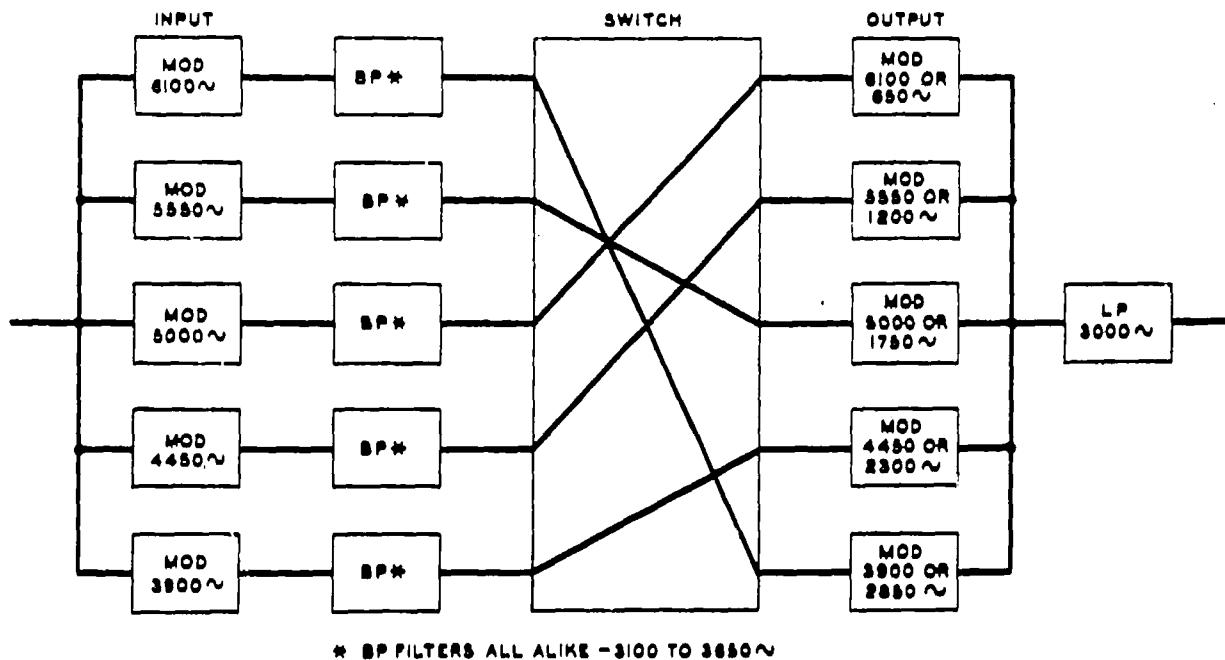 INPUT
SWITCH
OUTPUT
MOD
6100~
BP*
MOD
6100 OR
650~
MOD
5550~
BP*
MOD
5550 OR
1200~
MOD
5000~
BP*
MOD
5000 OR
1750~
LP
3000~
MOD
4450~
BP*
MOD
4450 OR
2300~
MOD
3900~
BP*
MOD
3900 OR
2850~
* BP FILTERS ALL ALIKE - 3100 TO 3650~